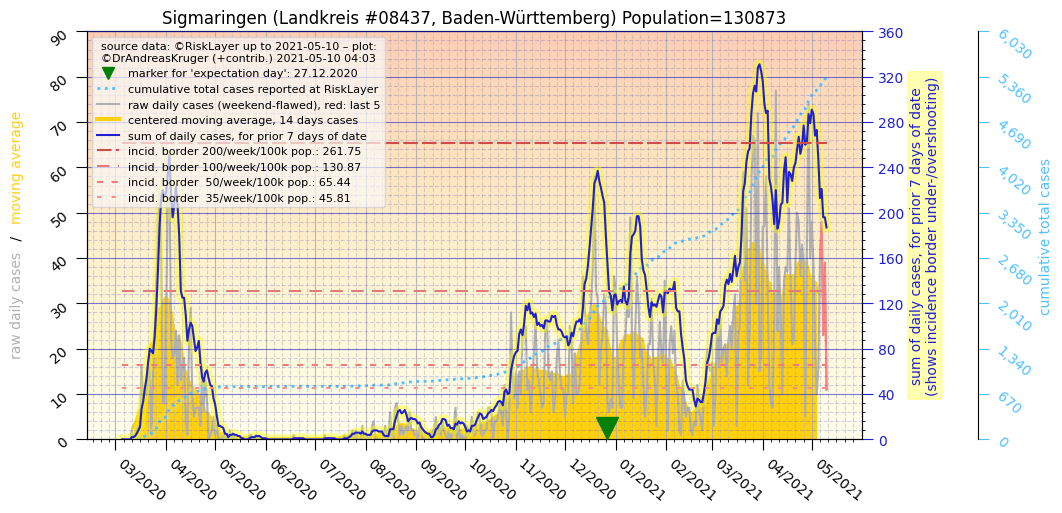 Sigmaringen (Landkreis #08437, Baden-Württemberg) Population=130873
source data: ©RiskLayer up to 2021-05-10 – plot:
©DrAndreasKruger (+contrib.) 2021-05-10 04:03
marker for 'expectation day': 27.12.2020
cumulative total cases reported at RiskLayer
raw daily cases (weekend-flawed), red: last 5
centered moving average, 14 days cases
sum of daily cases, for prior 7 days of date
incid. border 200/week/100k pop.: 261.75
incid. border 100/week/100k pop.: 130.87
incid. border  50/week/100k pop.: 65.44
incid. border  35/week/100k pop.: 45.81
raw daily cases / moving average
90
80
70
60
50
40
30
20
10
0
03/2020
04/2020
05/2020
06/2020
07/2020
08/2020
09/2020
10/2020
11/2020
12/2020
01/2021
02/2021
03/2021
04/2021
05/2021
360
320
280
240
200
160
120
80
40
0
sum of daily cases, for prior 7 days of date
(shows incidence border under-/overshooting)
6,030
5,360
4,690
4,020
3,350
2,680
2,010
1,340
670
0
cumulative total cases